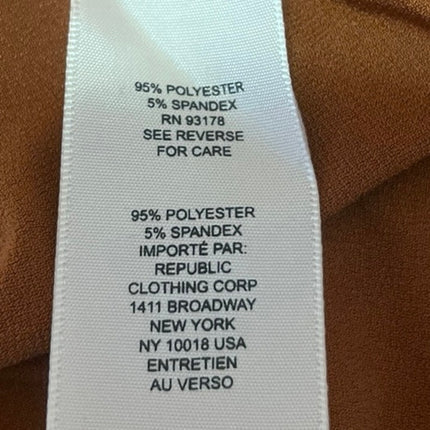 95% POLYESTER
5% SPANDEX
RN 93178
SEE REVERSE
FOR CARE
95% POLYESTER
5% SPANDEX
IMPORTÉ PAR:
REPUBLIC
CLOTHING CORP
1411 BROADWAY
NEW YORK
NY 10018 USA
ENTRETIEN
AU VERSO